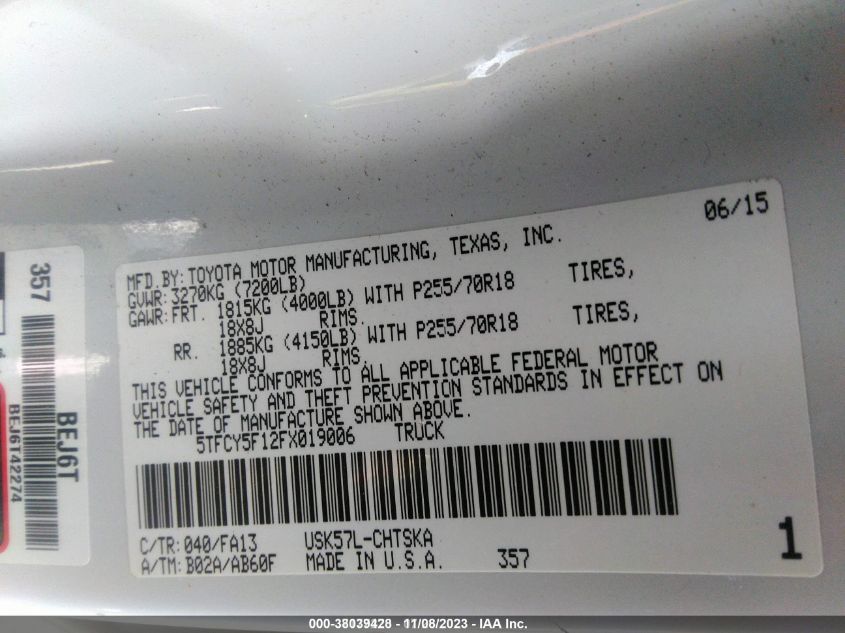 06/15
MFD.BY: TOYOTA MOTOR MANUFACTURING, TEXAS, INC.
GVWR: 3270KG (7200LB)
GAWR: FRT. 1815KG (4000LB) WITH P255/70R18 TIRES,
18X8J RIMS.
RR. 1885KG (4150LB) WITH P255/70R18 TIRES,
18X8J RIMS.
THIS VEHICLE CONFORMS TO ALL APPLICABLE FEDERAL MOTOR
VEHICLE SAFETY AND THEFT PREVENTION STANDARDS IN EFFECT ON
THE DATE OF MANUFACTURE SHOWN ABOVE.
5TFCY5F12FX019006 TRUCK
C/TR: 040/FA13 USK57L-CHTSKA
A/TM: B02A/AB60F MADE IN U.S.A. 357
1
357
BEJ6T
BEJ6T42274
000-38039428 - 11/08/2023 - IAA Inc.